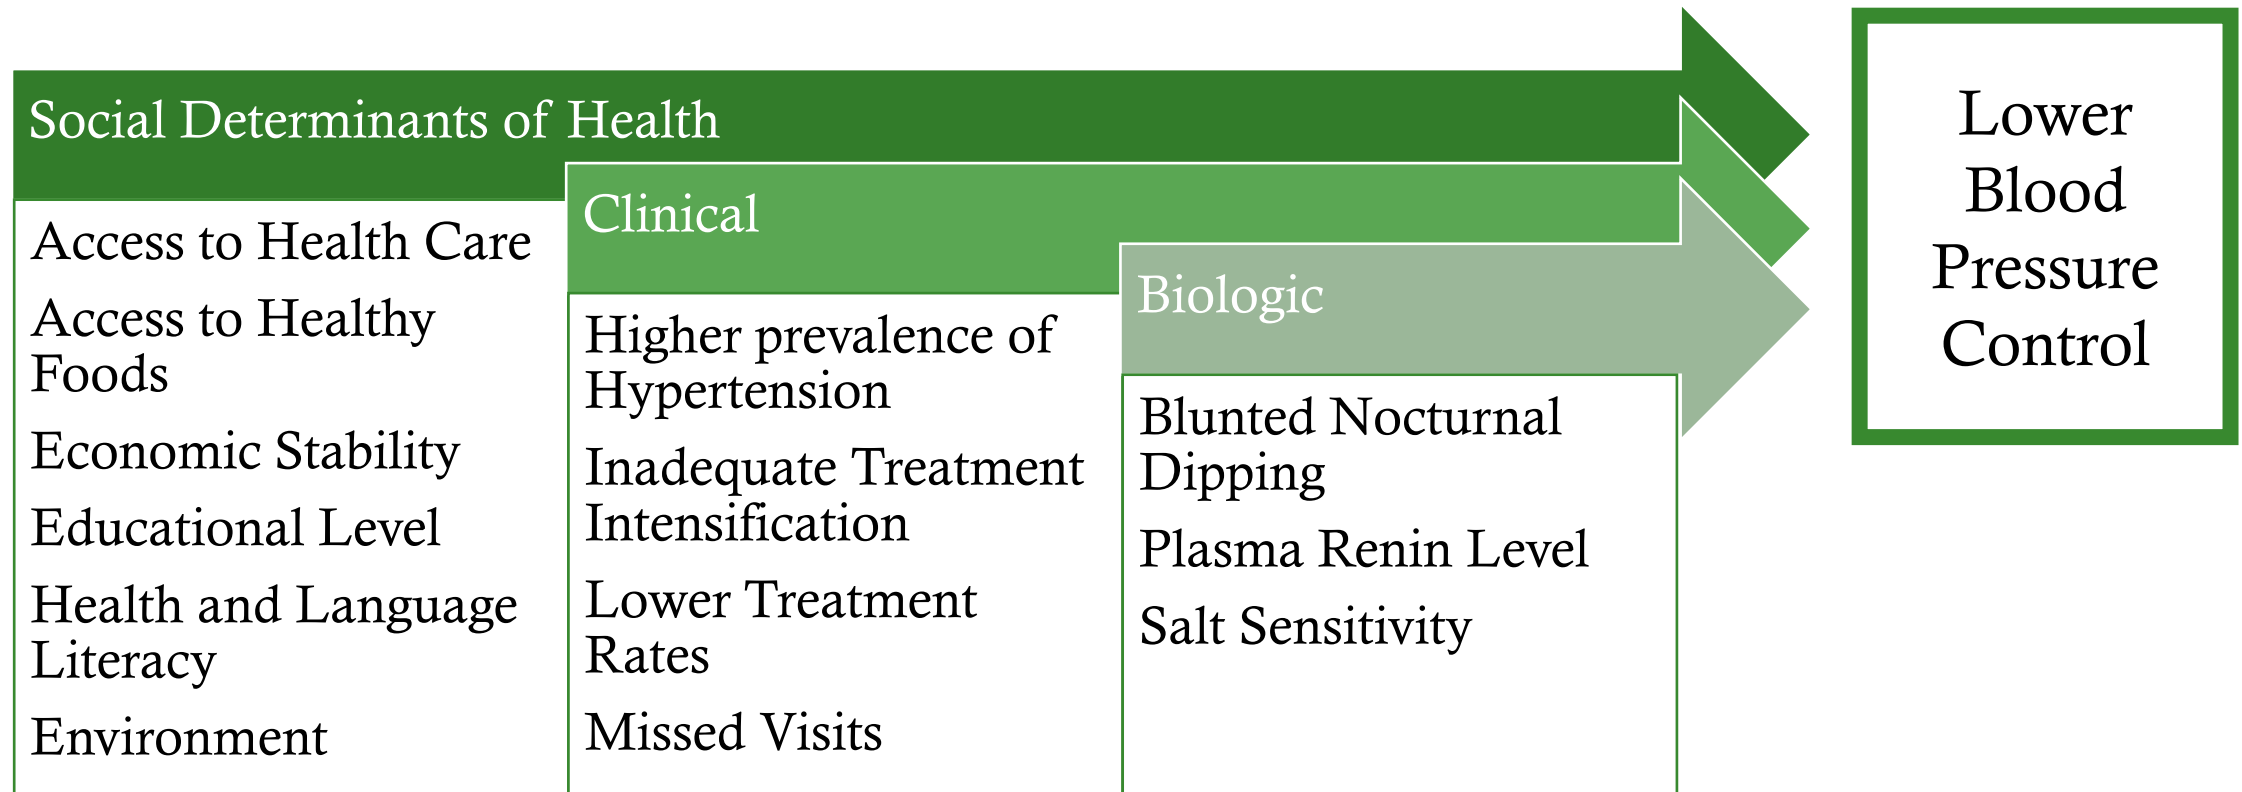 Social Determinants of Health
Access to Health Care
Access to Healthy
Foods
Economic Stability
Educational Level
Health and Language
Literacy
Environment
Clinical
Higher prevalence of
Hypertension
Inadequate Treatment
Intensification
Lower Treatment
Rates
Missed Visits
Biologic
Blunted Nocturnal
Dipping
Plasma Renin Level
Salt Sensitivity
Lower
Blood
Pressure
Control